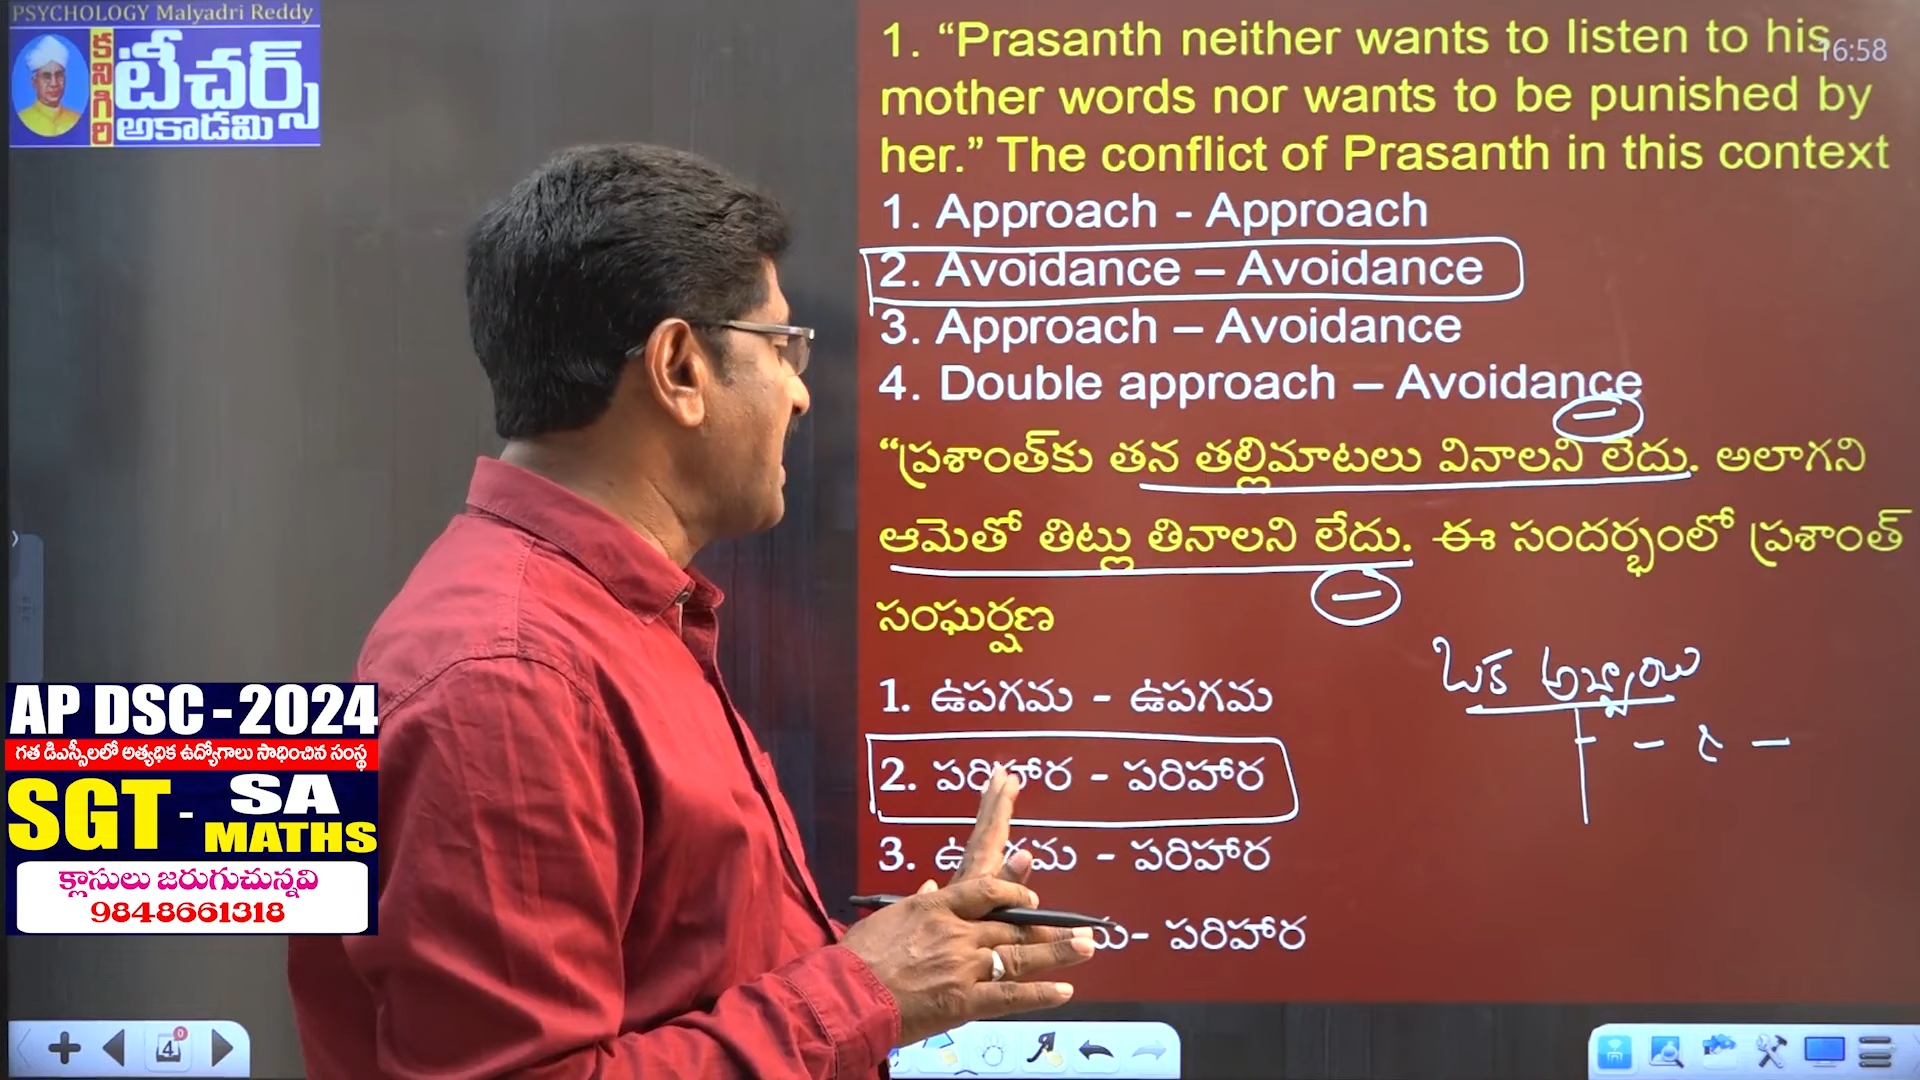 PSYCHOLOGY Malyadri Reddy
కనిగిరి
టీచర్స్
అకాడమి
16:58
1. “Prasanth neither wants to listen to his
mother words nor wants to be punished by
her.” The conflict of Prasanth in this context
1. Approach - Approach
2. Avoidance – Avoidance
3. Approach – Avoidance
4. Double approach – Avoidance
“ప్రశాంత్‌కు తన తల్లిమాటలు వినాలని లేదు. అలాగని
ఆమెతో తిట్లు తినాలని లేదు. ఈ సందర్భంలో ప్రశాంత్
సంఘర్షణ
1. ఉపగమ - ఉపగమ
2. పరిహార - పరిహార
3. ఉపగమ - పరిహార
మ- పరిహార
ఒక అబ్బాయి
AP DSC - 2024
గత డిఎస్సీలలో అత్యధిక ఉద్యోగాలు సాధించిన సంస్థ
SGT - SA
MATHS
క్లాసులు జరుగుచున్నవి
9848661318
4
0